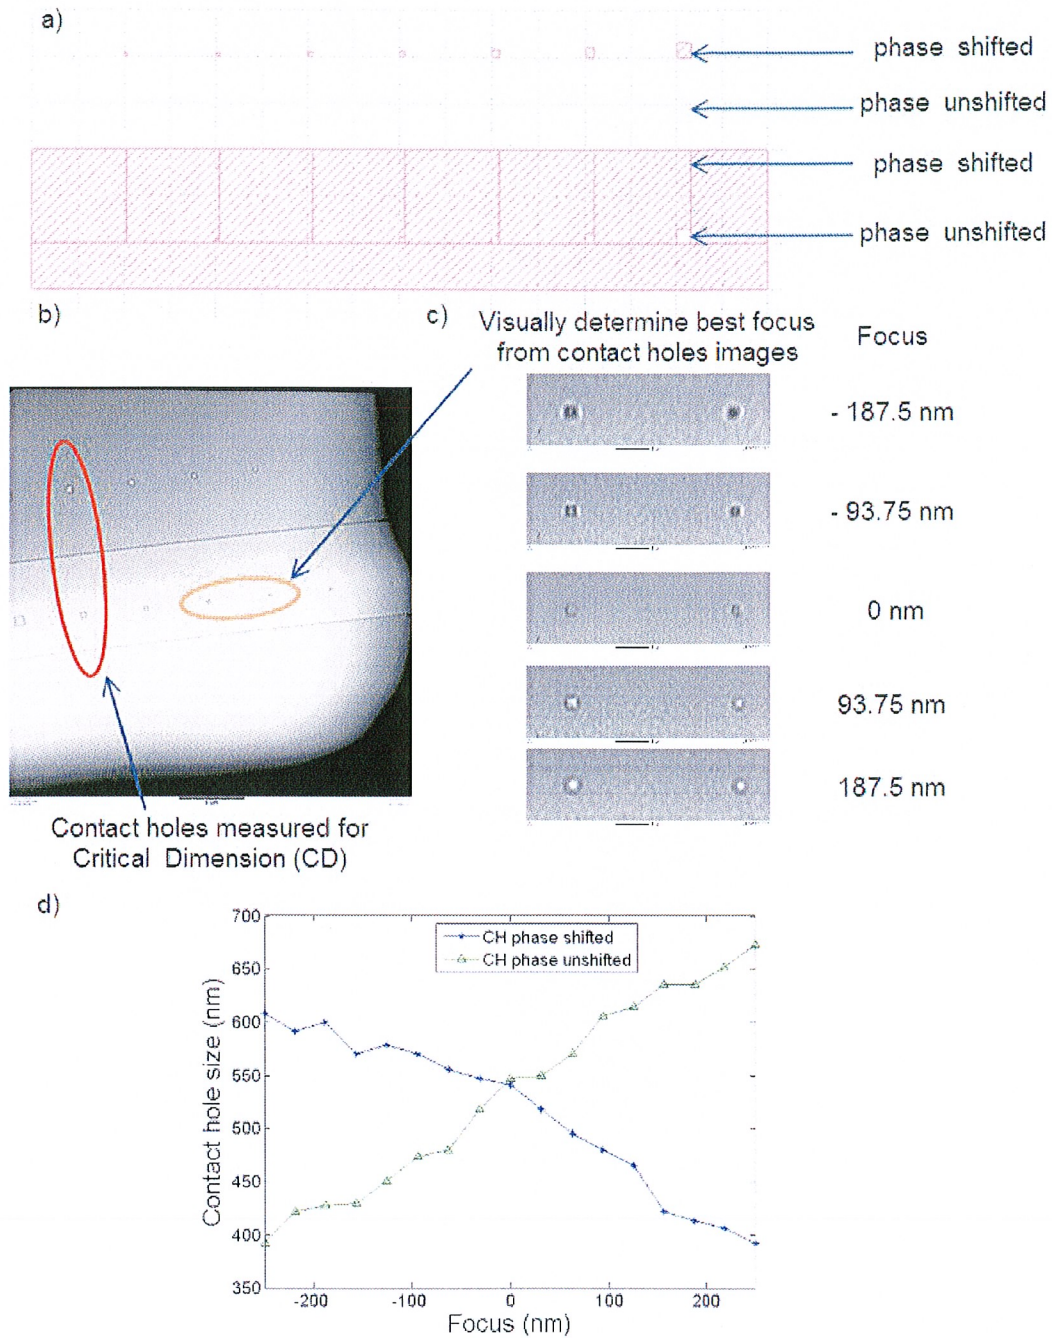 a)
phase shifted
phase unshifted
phase shifted
phase unshifted
b)
c)
Visually determine best focus
from contact holes images
Focus
- 187.5 nm
- 93.75 nm
0 nm
93.75 nm
187.5 nm
Contact holes measured for
Critical Dimension (CD)
d)
700
650
600
550
500
450
400
350
Contact hole size (nm)
CH phase shifted
CH phase unshifted
-200
-100
0
100
200
Focus (nm)